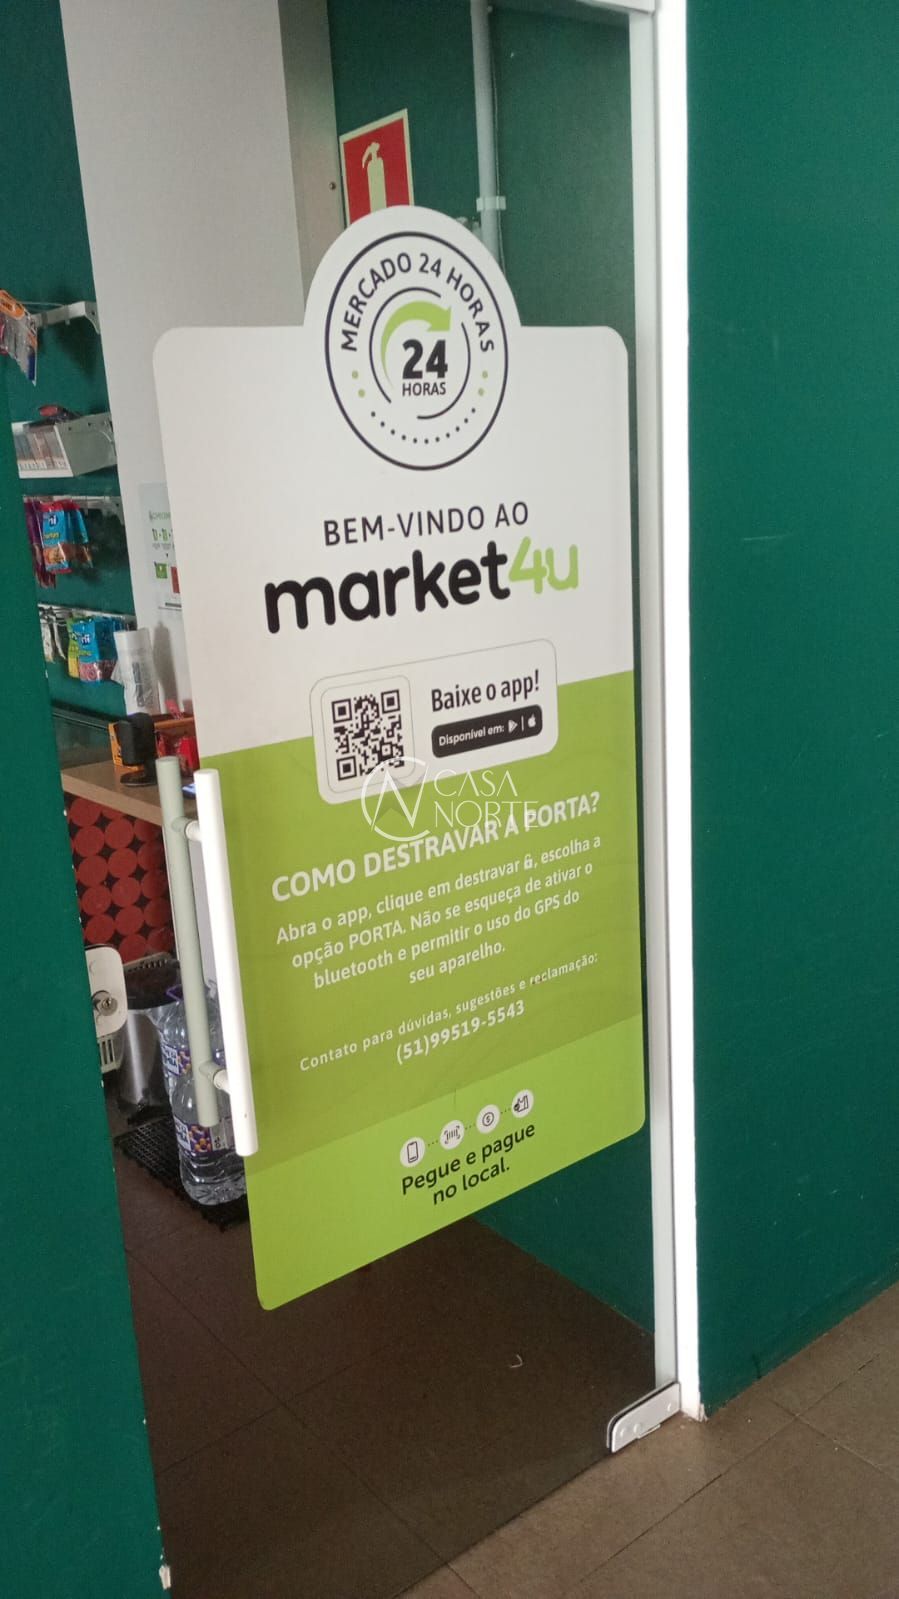 MERCADO 24 HORAS
24
HORAS
BEM-VINDO AO
market4u
Baixe o app!
Disponível em:
CASA
NORTE
COMO DESTRAVAR A PORTA?
Abra o app, clique em destravar, escolha a
opção PORTA. Não se esqueça de ativar o
bluetooth e permitir o uso do GPS do
seu aparelho.
Contato para dúvidas, sugestões e reclamação:
(51)99519-5543
Pegue e pague
no local.